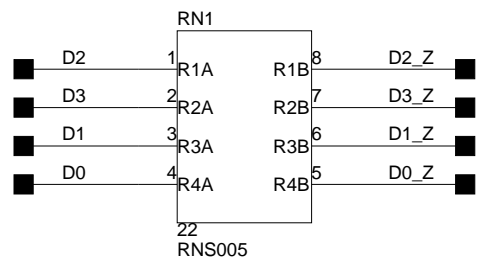 RN1
D2 1 R1A R1B 8 D2_Z
D3 2 R2A R2B 7 D3_Z
D1 3 R3A R3B 6 D1_Z
D0 4 R4A R4B 5 D0_Z
22
RNS005